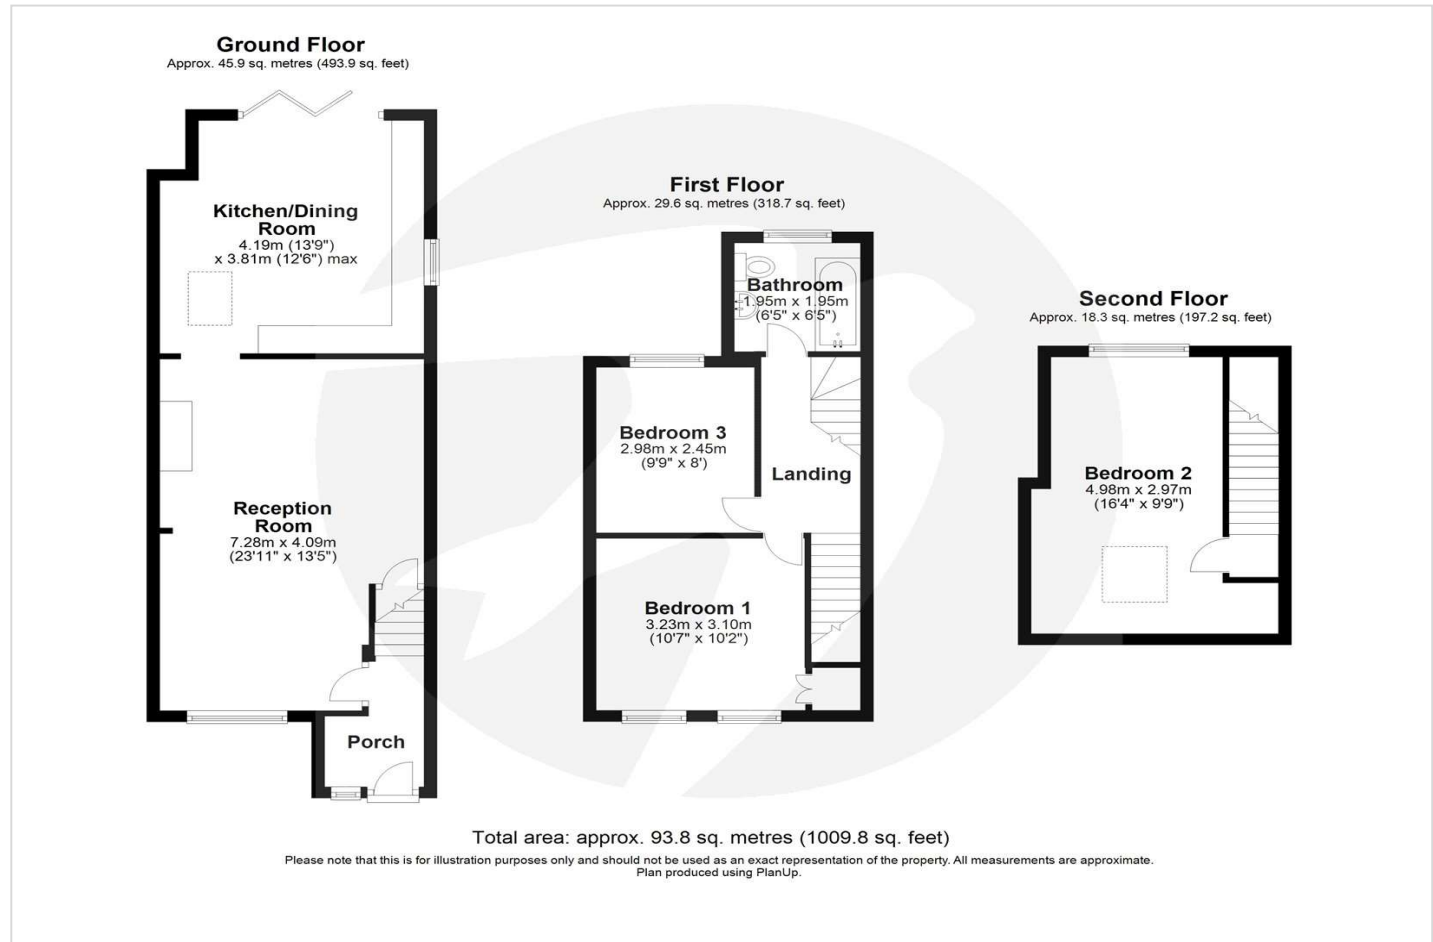 Ground Floor
Approx. 45.9 sq. metres (493.9 sq. feet)
Kitchen/Dining
Room
4.19m (13'9")
x 3.81m (12'6") max
Reception
Room
7.28m x 4.09m
(23'11" x 13'5")
Porch
First Floor
Approx. 29.6 sq. metres (318.7 sq. feet)
Bathroom
1.95m x 1.95m
(6'5" x 6'5")
Bedroom 3
2.98m x 2.45m
(9'9" x 8')
Landing
Bedroom 1
3.23m x 3.10m
(10'7" x 10'2")
Second Floor
Approx. 18.3 sq. metres (197.2 sq. feet)
Bedroom 2
4.98m x 2.97m
(16'4" x 9'9")
Total area: approx. 93.8 sq. metres (1009.8 sq. feet)
Please note that this is for illustration purposes only and should not be used as an exact representation of the property. All measurements are approximate.
Plan produced using PlanUp.